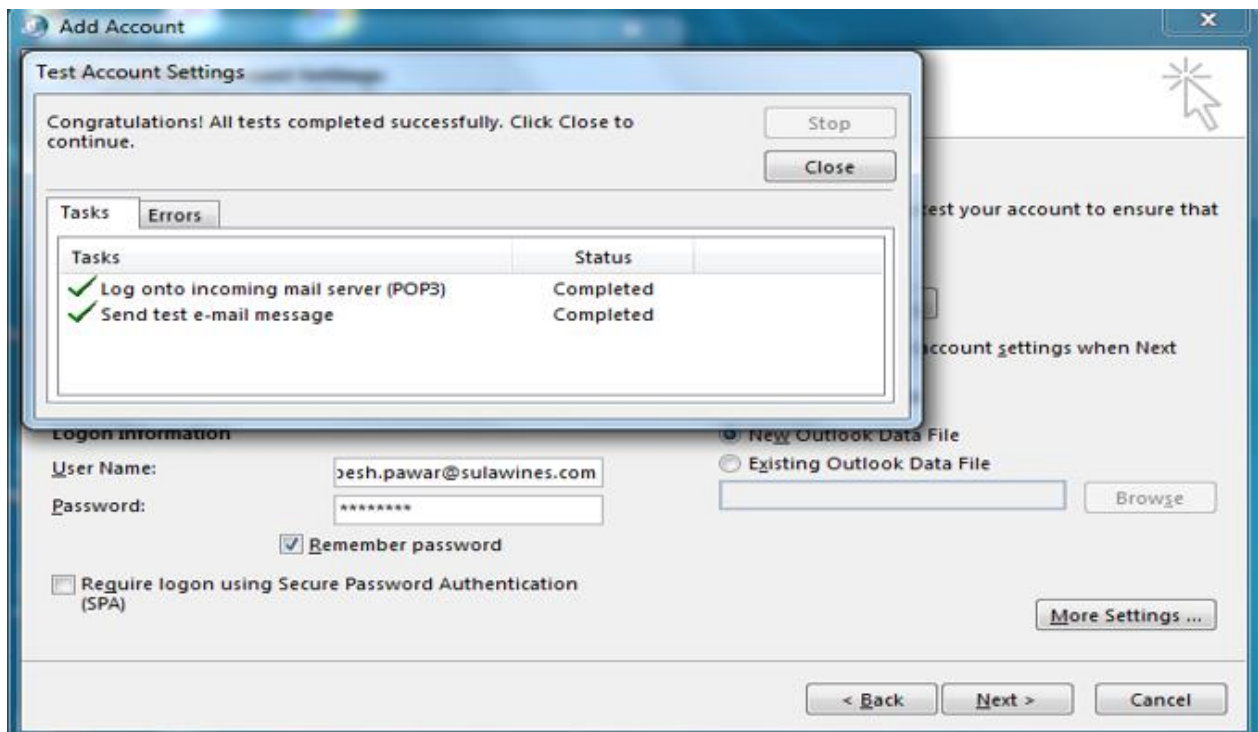 Add Account
Test Account Settings
Congratulations! All tests completed successfully. Click Close to
continue.
Stop
Close
Tasks Errors
Tasks Status
Log onto incoming mail server (POP3) Completed
Send test e-mail message Completed
test your account to ensure that
account settings when Next
Logon Information
New Outlook Data File
User Name: esh.pawar@sulawines.com
Existing Outlook Data File
Password: ********
Browse
Remember password
Require logon using Secure Password Authentication
(SPA)
More Settings ...
< Back Next > Cancel